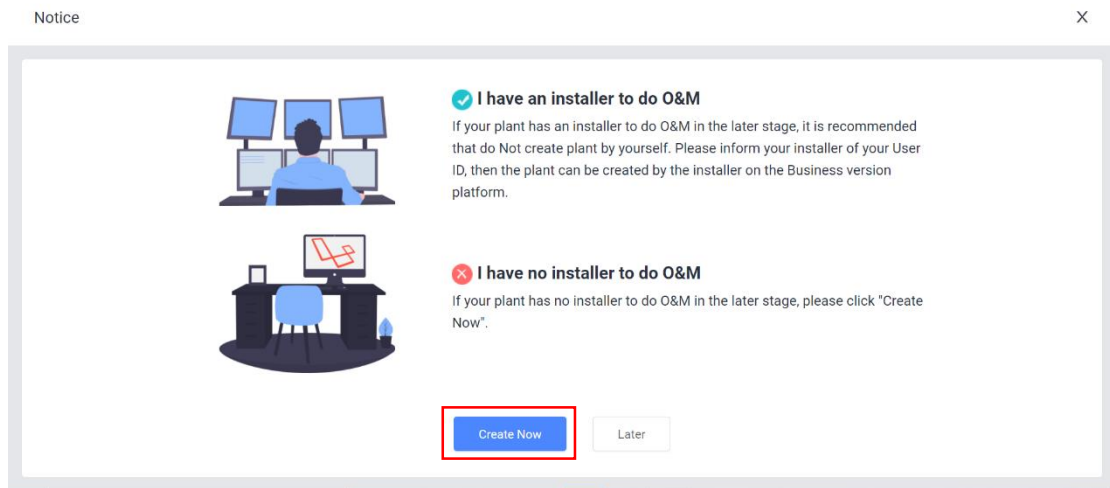 Notice
X
I have an installer to do O&M
If your plant has an installer to do O&M in the later stage, it is recommended
that do Not create plant by yourself. Please inform your installer of your User
ID, then the plant can be created by the installer on the Business version
platform.
I have no installer to do O&M
If your plant has no installer to do O&M in the later stage, please click "Create
Now".
Create Now
Later